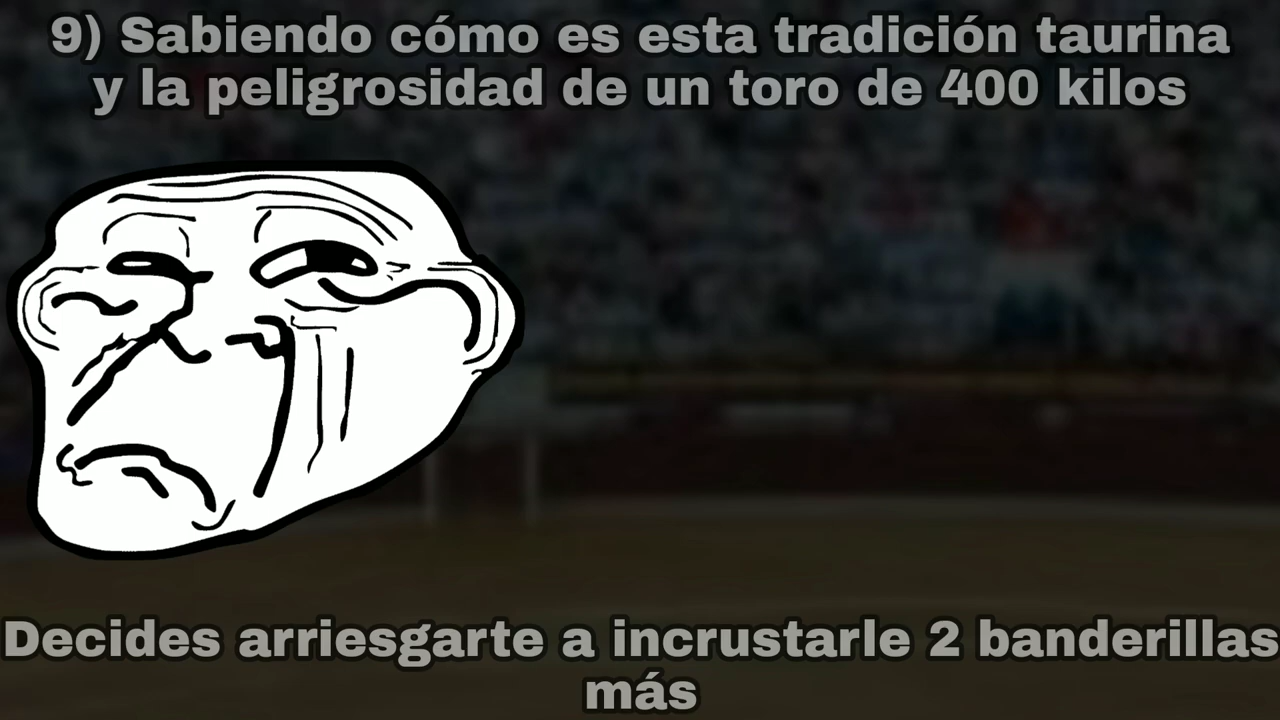 9) Sabiendo cómo es esta tradición taurina
y la peligrosidad de un toro de 400 kilos
Decides arriesgarte a incrustarle 2 banderillas
más